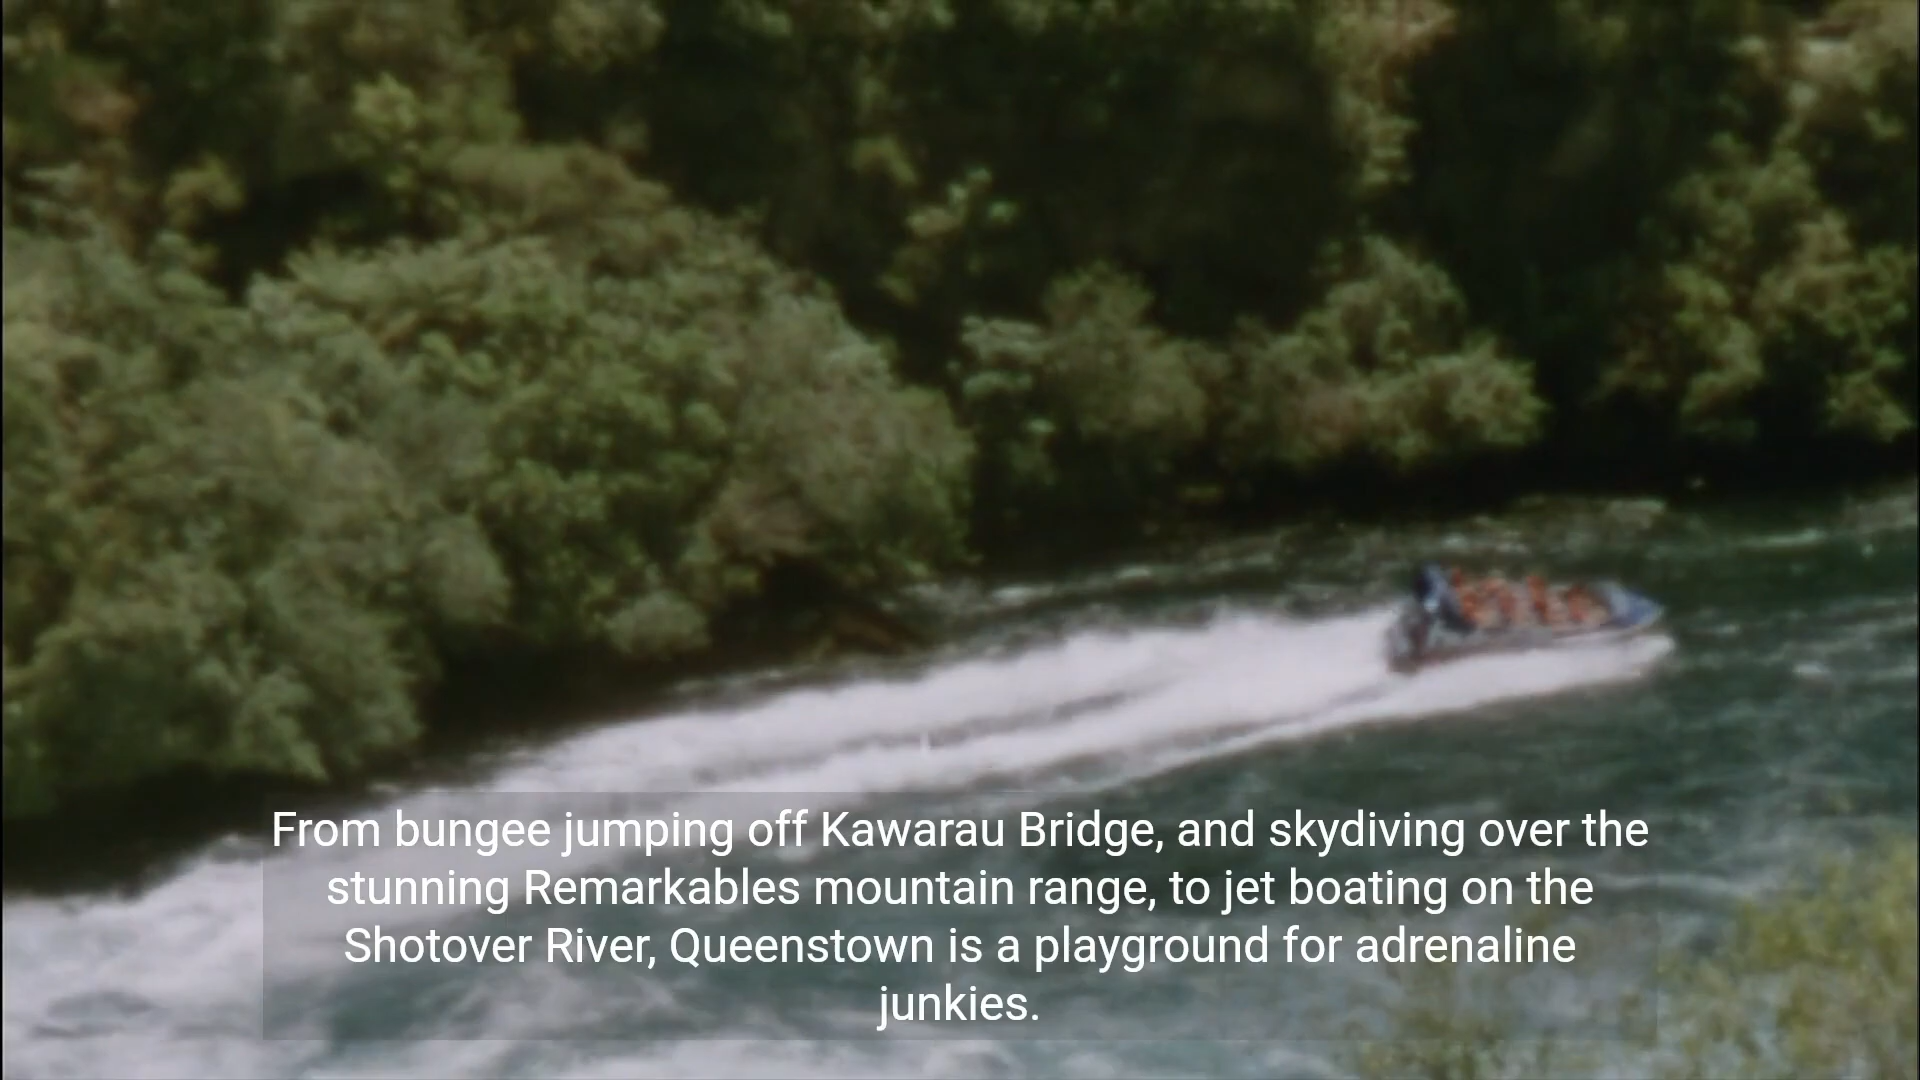 From bungee jumping off Kawarau Bridge, and skydiving over the
stunning Remarkables mountain range, to jet boating on the
Shotover River, Queenstown is a playground for adrenaline
junkies.